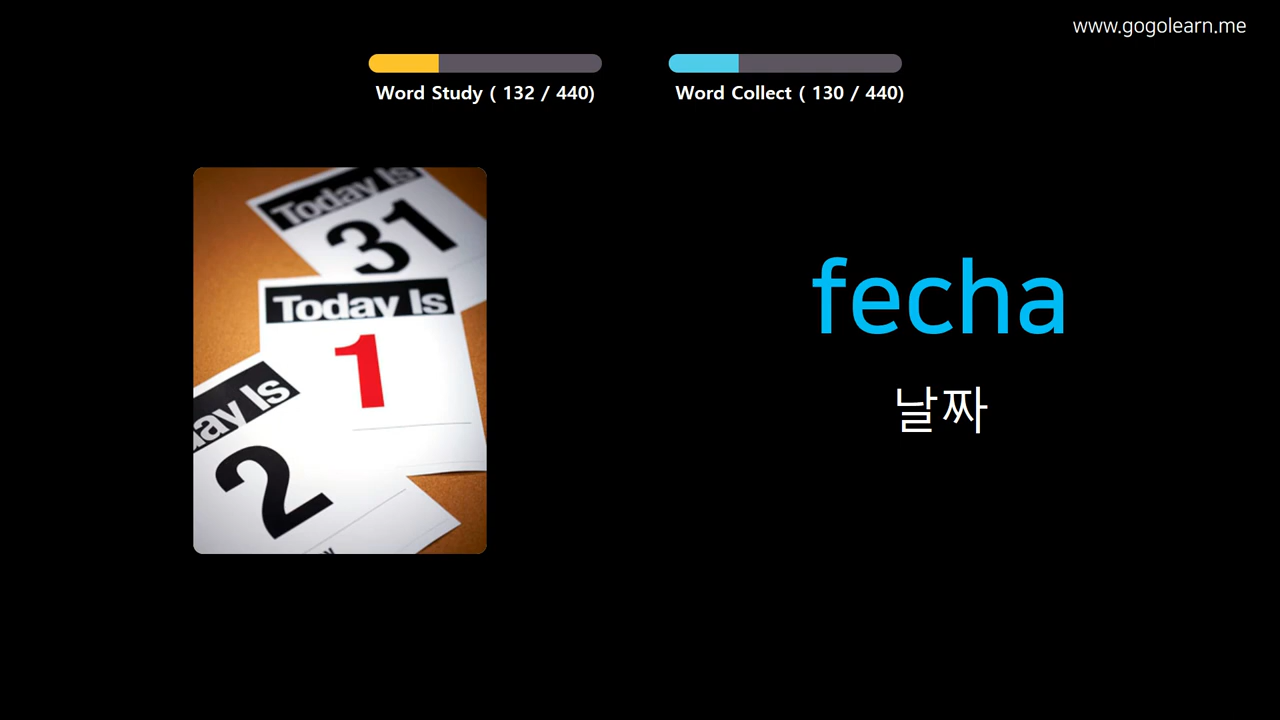 www.gogolearn.me
Word Study ( 132 / 440)
Word Collect ( 130 / 440)
Today Is
31
Today Is
1
day Is
2
fecha
날짜